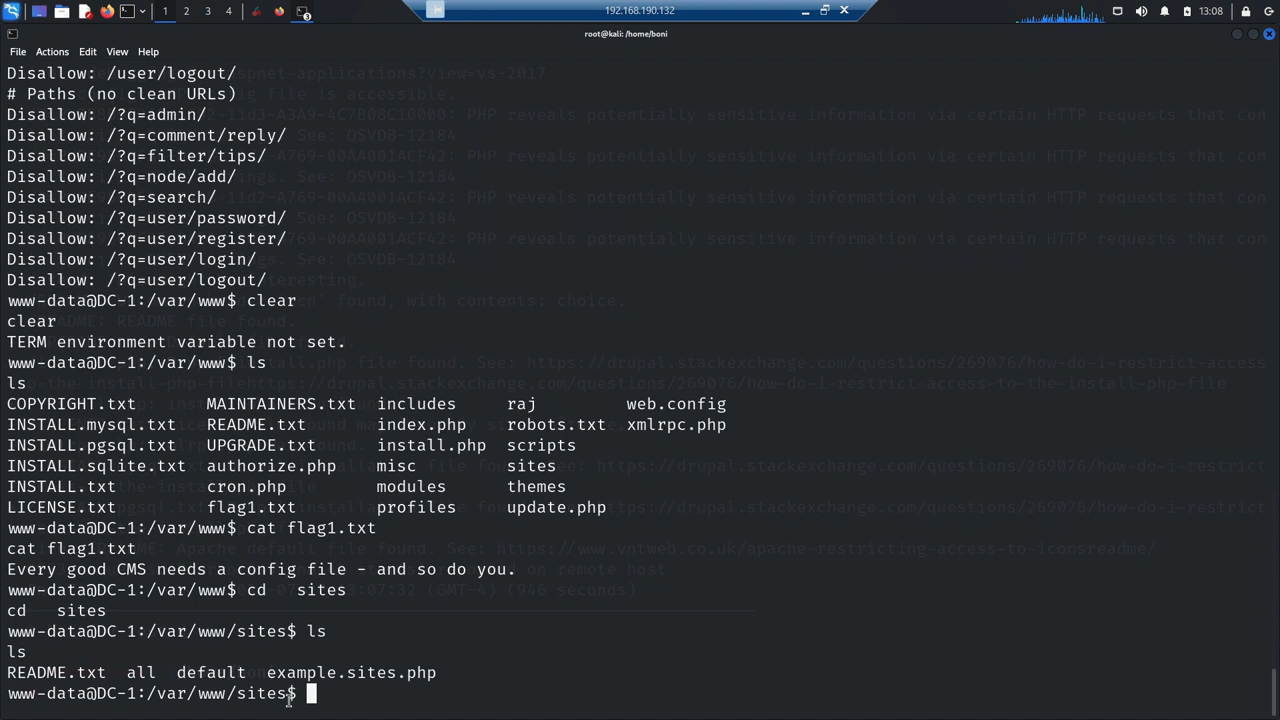 1 2 3 4 3 192.168.190.132 13:08
root@kali: /home/boni
File Actions Edit View Help
Disallow: /user/logout/
# Paths (no clean URLs)
Disallow: /?q=admin/
Disallow: /?q=comment/reply/
Disallow: /?q=filter/tips/
Disallow: /?q=node/add/
Disallow: /?q=search/
Disallow: /?q=user/password/
Disallow: /?q=user/register/
Disallow: /?q=user/login/
Disallow: /?q=user/logout/
www-data@DC-1:/var/www$ clear
clear
TERM environment variable not set.
www-data@DC-1:/var/www$ ls
ls
COPYRIGHT.txt MAINTAINERS.txt includes raj web.config
INSTALL.mysql.txt README.txt index.php robots.txt xmlrpc.php
INSTALL.pgsql.txt UPGRADE.txt install.php scripts
INSTALL.sqlite.txt authorize.php misc sites
INSTALL.txt cron.php modules themes
LICENSE.txt flag1.txt profiles update.php
www-data@DC-1:/var/www$ cat flag1.txt
cat flag1.txt
Every good CMS needs a config file - and so do you.
www-data@DC-1:/var/www$ cd   sites
cd   sites
www-data@DC-1:/var/www/sites$ ls
ls
README.txt all default example.sites.php
www-data@DC-1:/var/www/sites$